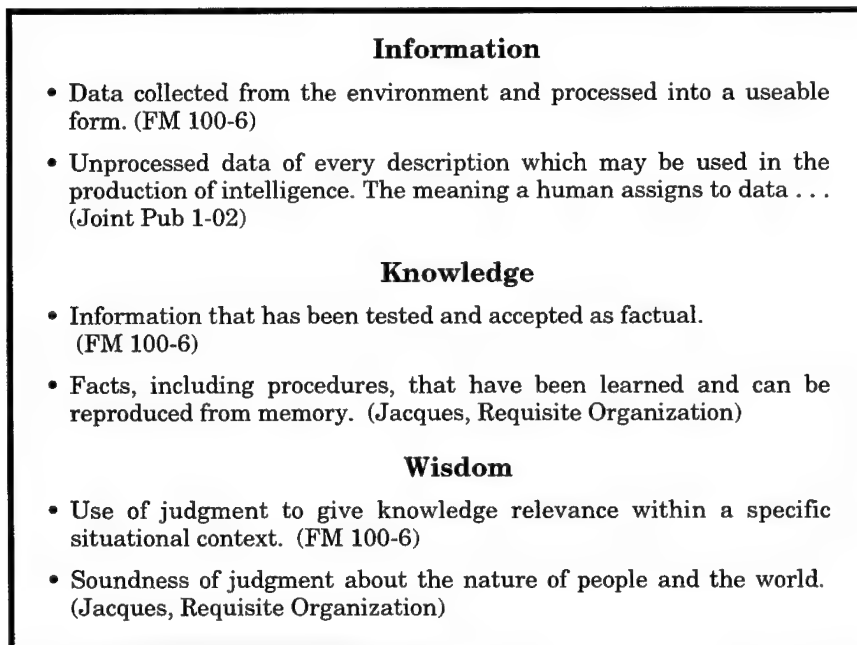 Information
• Data collected from the environment and processed into a useable
form. (FM 100-6)
• Unprocessed data of every description which may be used in the
production of intelligence. The meaning a human assigns to data . . .
(Joint Pub 1-02)
Knowledge
• Information that has been tested and accepted as factual.
(FM 100-6)
• Facts, including procedures, that have been learned and can be
reproduced from memory. (Jacques, Requisite Organization)
Wisdom
• Use of judgment to give knowledge relevance within a specific
situational context. (FM 100-6)
• Soundness of judgment about the nature of people and the world.
(Jacques, Requisite Organization)